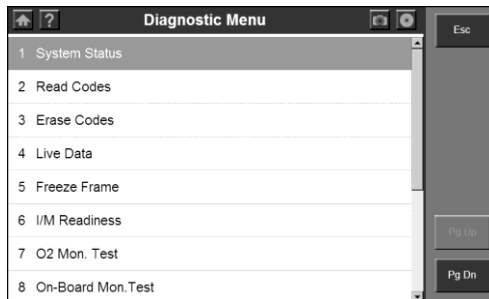 ? Diagnostic Menu
Esc
1 System Status
2 Read Codes
3 Erase Codes
4 Live Data
5 Freeze Frame
6 I/M Readiness
7 O2 Mon. Test
8 On-Board Mon.Test
Pg Up
Pg Dn